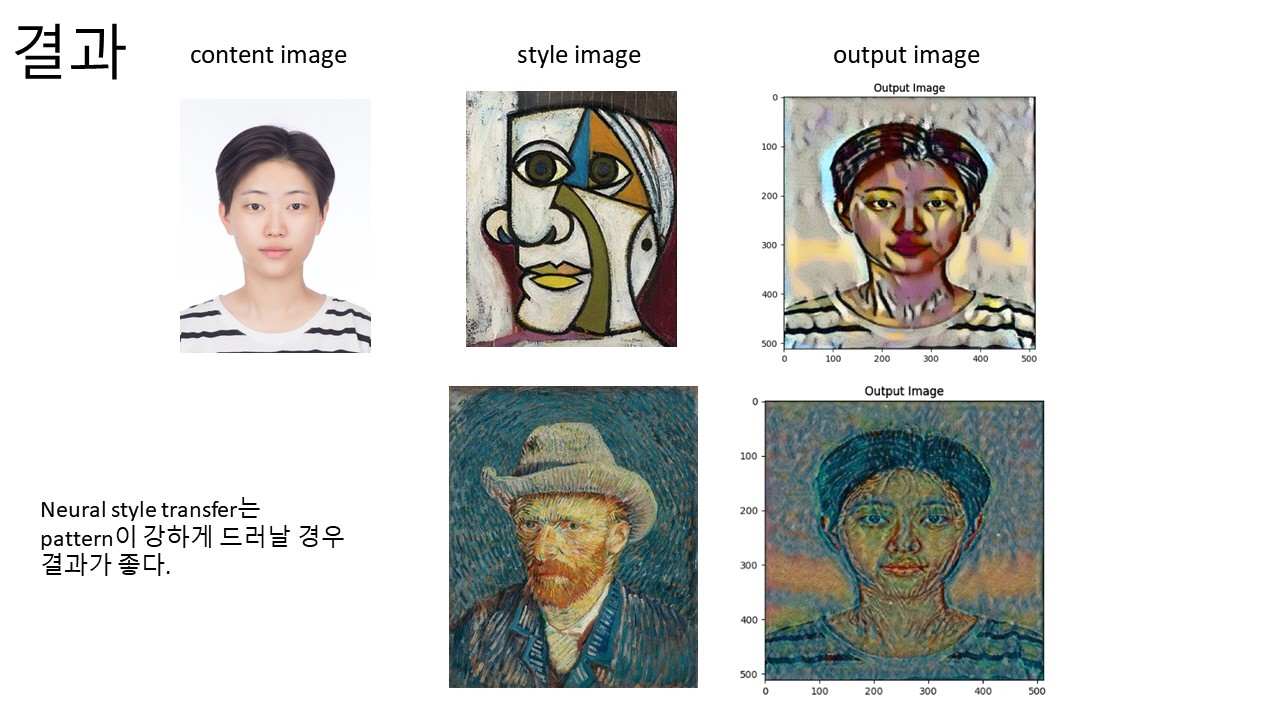 결과
content image
style image
output image
Output Image
0
100
200
300
400
500
0 100 200 300 400 500
Output Image
0
100
200
300
400
500
0 100 200 300 400 500
Neural style transfer는
pattern이 강하게 드러날 경우
결과가 좋다.